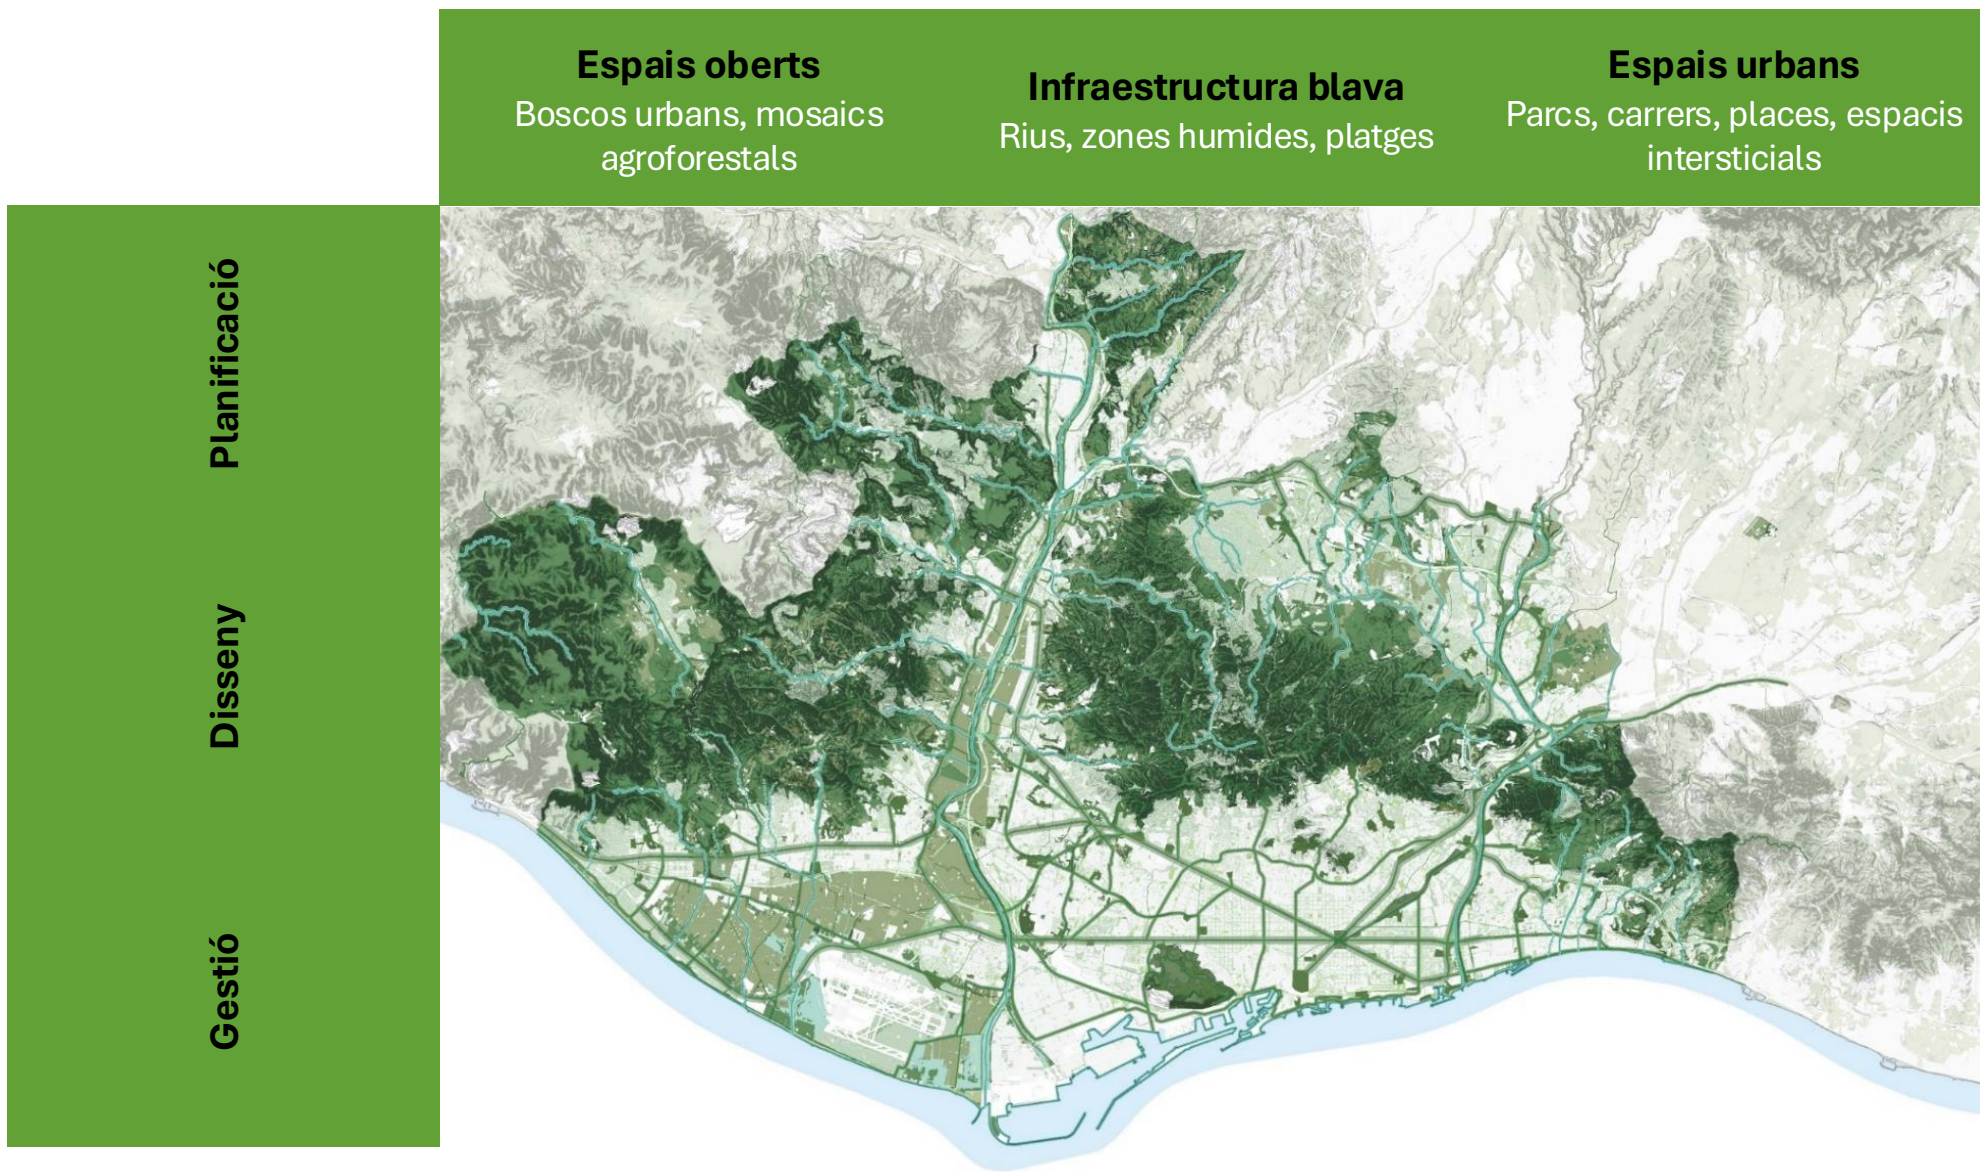 Espais oberts
Boscos urbans, mosaics
agroforestals
Infraestructura blava
Rius, zones humides, platges
Espais urbans
Parcs, carrers, places, espacis
intersticials
Planificació
Disseny
Gestió